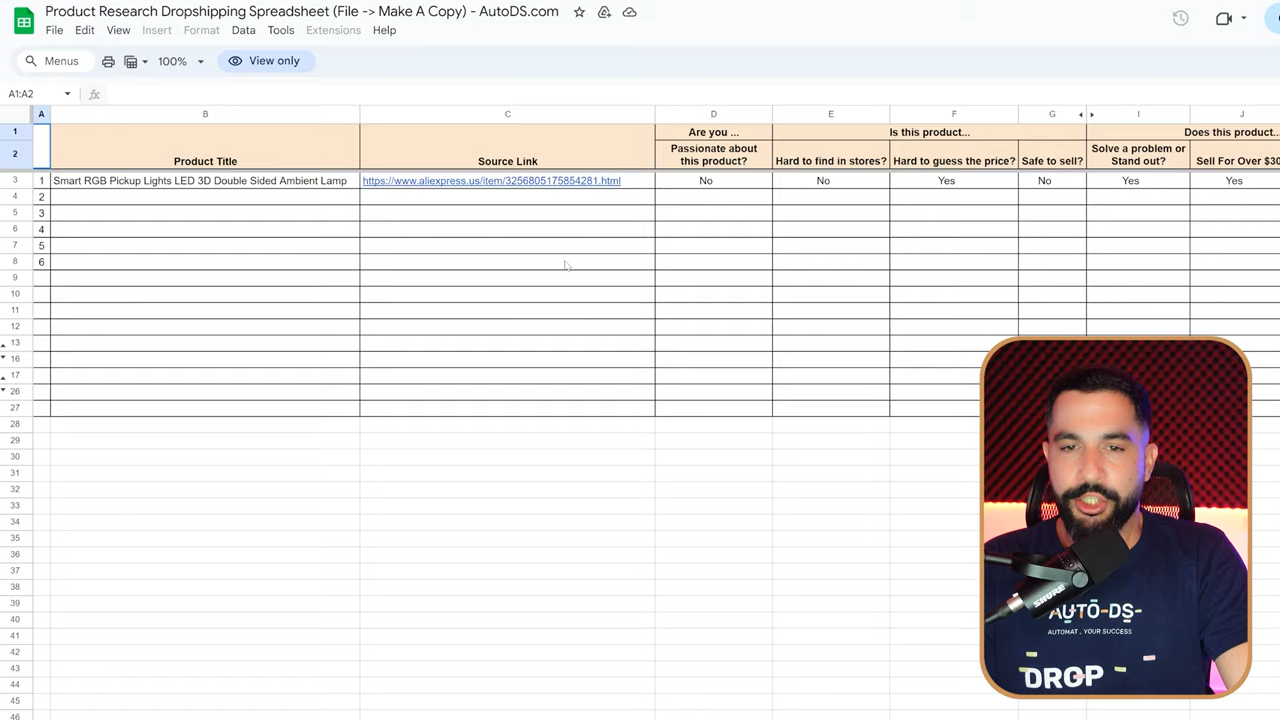 Product Research Dropshipping Spreadsheet (File -> Make A Copy) - AutoDS.com
File Edit View Insert Format Data Tools Extensions Help
Menus 100% View only
A1:A2 fx
A B C D E F G I J
1 Are you ... Is this product... Does this product...
2 Product Title Source Link Passionate about this product? Hard to find in stores? Hard to guess the price? Safe to sell? Solve a problem or Stand out? Sell For Over $30
3 1 Smart RGB Pickup Lights LED 3D Double Sided Ambient Lamp https://www.aliexpress.us/item/3256805175854281.html No No Yes No Yes Yes
4 2
5 3
6 4
7 5
8 6
9
10
11
12
13
16
17
26
27
28
29
30
31
32
33
34
35
36
37
38
39
40
41
42
43
44
45
46
SHURE
AUTO-DS-
AUTOMAT . YOUR SUCCESS
DROP